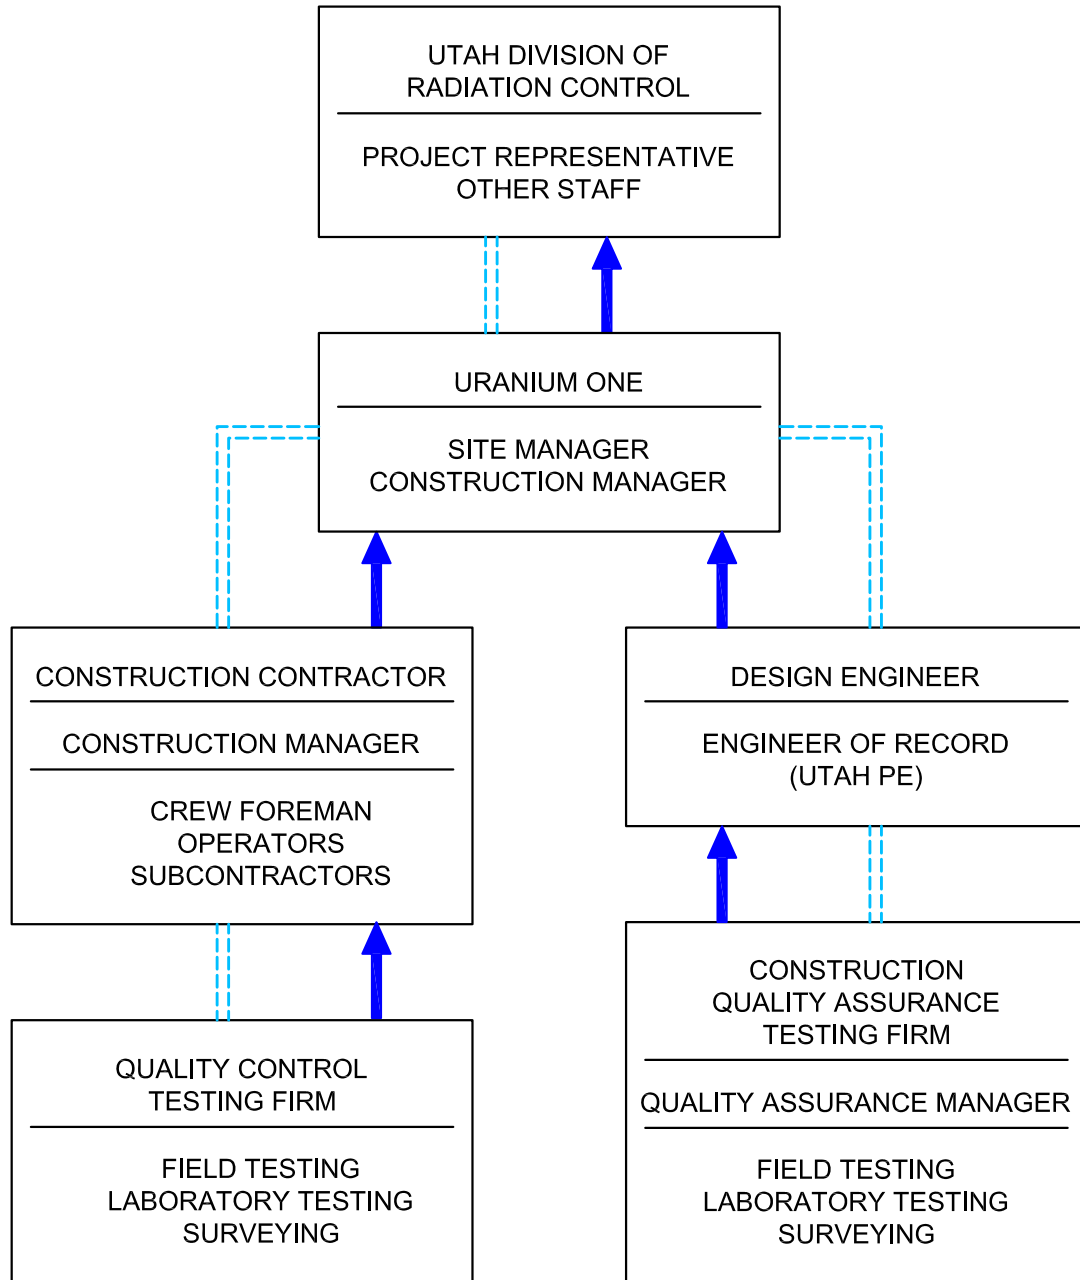 UTAH DIVISION OF
RADIATION CONTROL
PROJECT REPRESENTATIVE
OTHER STAFF
URANIUM ONE
SITE MANAGER
CONSTRUCTION MANAGER
CONSTRUCTION CONTRACTOR
CONSTRUCTION MANAGER
CREW FOREMAN
OPERATORS
SUBCONTRACTORS
DESIGN ENGINEER
ENGINEER OF RECORD
(UTAH PE)
QUALITY CONTROL
TESTING FIRM
FIELD TESTING
LABORATORY TESTING
SURVEYING
CONSTRUCTION
QUALITY ASSURANCE
TESTING FIRM
QUALITY ASSURANCE MANAGER
FIELD TESTING
LABORATORY TESTING
SURVEYING